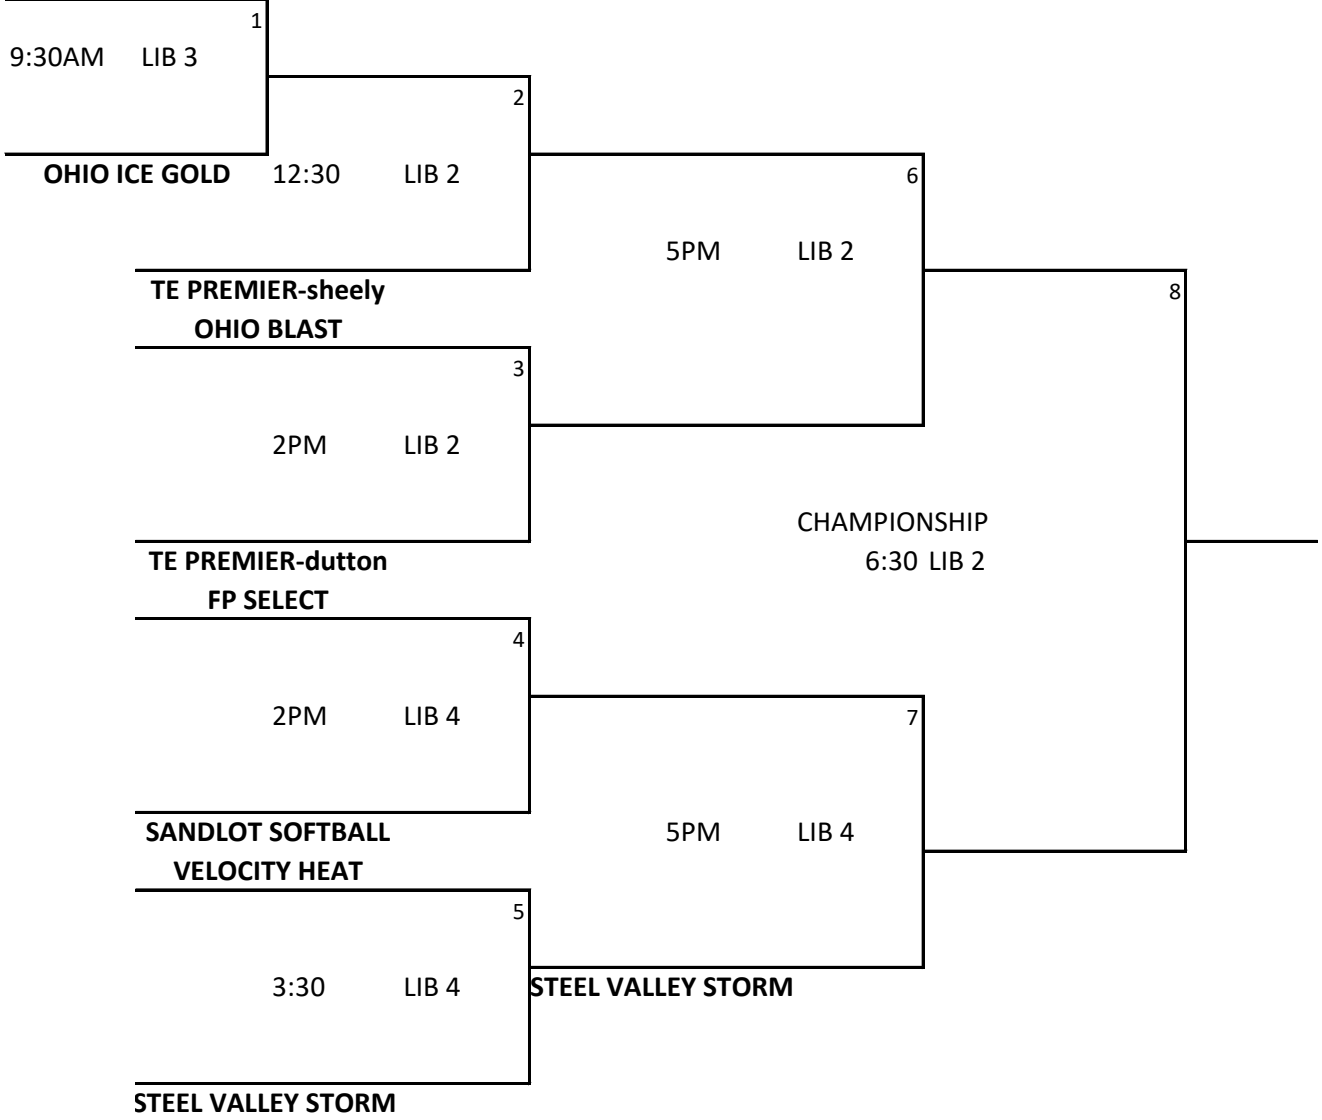 1
9:30AM LIB 3
2
OHIO ICE GOLD 12:30 LIB 2
6
5PM LIB 2
TE PREMIER-sheely
8
OHIO BLAST
3
2PM LIB 2
CHAMPIONSHIP
TE PREMIER-dutton
6:30 LIB 2
FP SELECT
4
2PM LIB 4
7
SANDLOT SOFTBALL
5PM LIB 4
VELOCITY HEAT
5
3:30 LIB 4
STEEL VALLEY STORM
STEEL VALLEY STORM